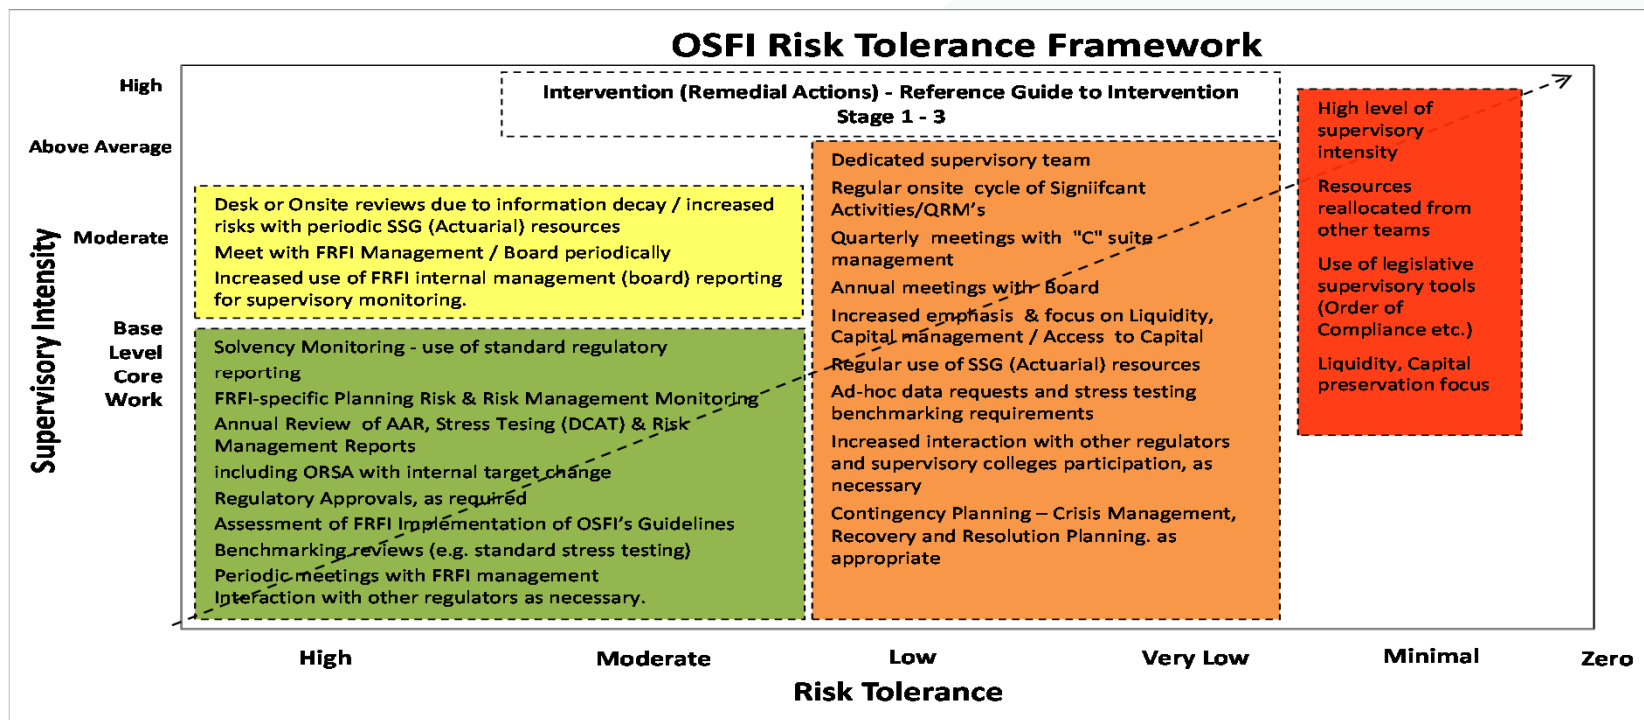 OSFI Risk Tolerance Framework
High
Above Average
Moderate
Base
Level
Core
Work
Supervisory Intensity
Intervention (Remedial Actions) - Reference Guide to Intervention
Stage 1 - 3
Desk or Onsite reviews due to information decay / increased
risks with periodic SSG (Actuarial) resources
Meet with FRFI Management / Board periodically
Increased use of FRFI internal management (board) reporting
for supervisory monitoring.
Solvency Monitoring - use of standard regulatory
reporting
FRFI-specific Planning Risk & Risk Management Monitoring
Annual Review of AAR, Stress Tesing (DCAT) & Risk
Management Reports
including ORSA with internal target change
Regulatory Approvals, as required
Assessment of FRFI Implementation of OSFI's Guidelines
Benchmarking reviews (e.g. standard stress testing)
Periodic meetings with FRFI management
Interaction with other regulators as necessary.
Dedicated supervisory team
Regular onsite cycle of Signiifcant
Activities/QRM's
Quarterly meetings with "C" suite
management
Annual meetings with Board
Increased emphasis & focus on Liquidity,
Capital management / Access to Capital
Regular use of SSG (Actuarial) resources
Ad-hoc data requests and stress testing
benchmarking requirements
Increased interaction with other regulators
and supervisory colleges participation, as
necessary
Contingency Planning – Crisis Management,
Recovery and Resolution Planning. as
appropriate
High level of
supervisory
intensity
Resources
reallocated from
other teams
Use of legislative
supervisory tools
(Order of
Compliance etc.)
Liquidity, Capital
preservation focus
High
Moderate
Low
Very Low
Minimal
Zero
Risk Tolerance